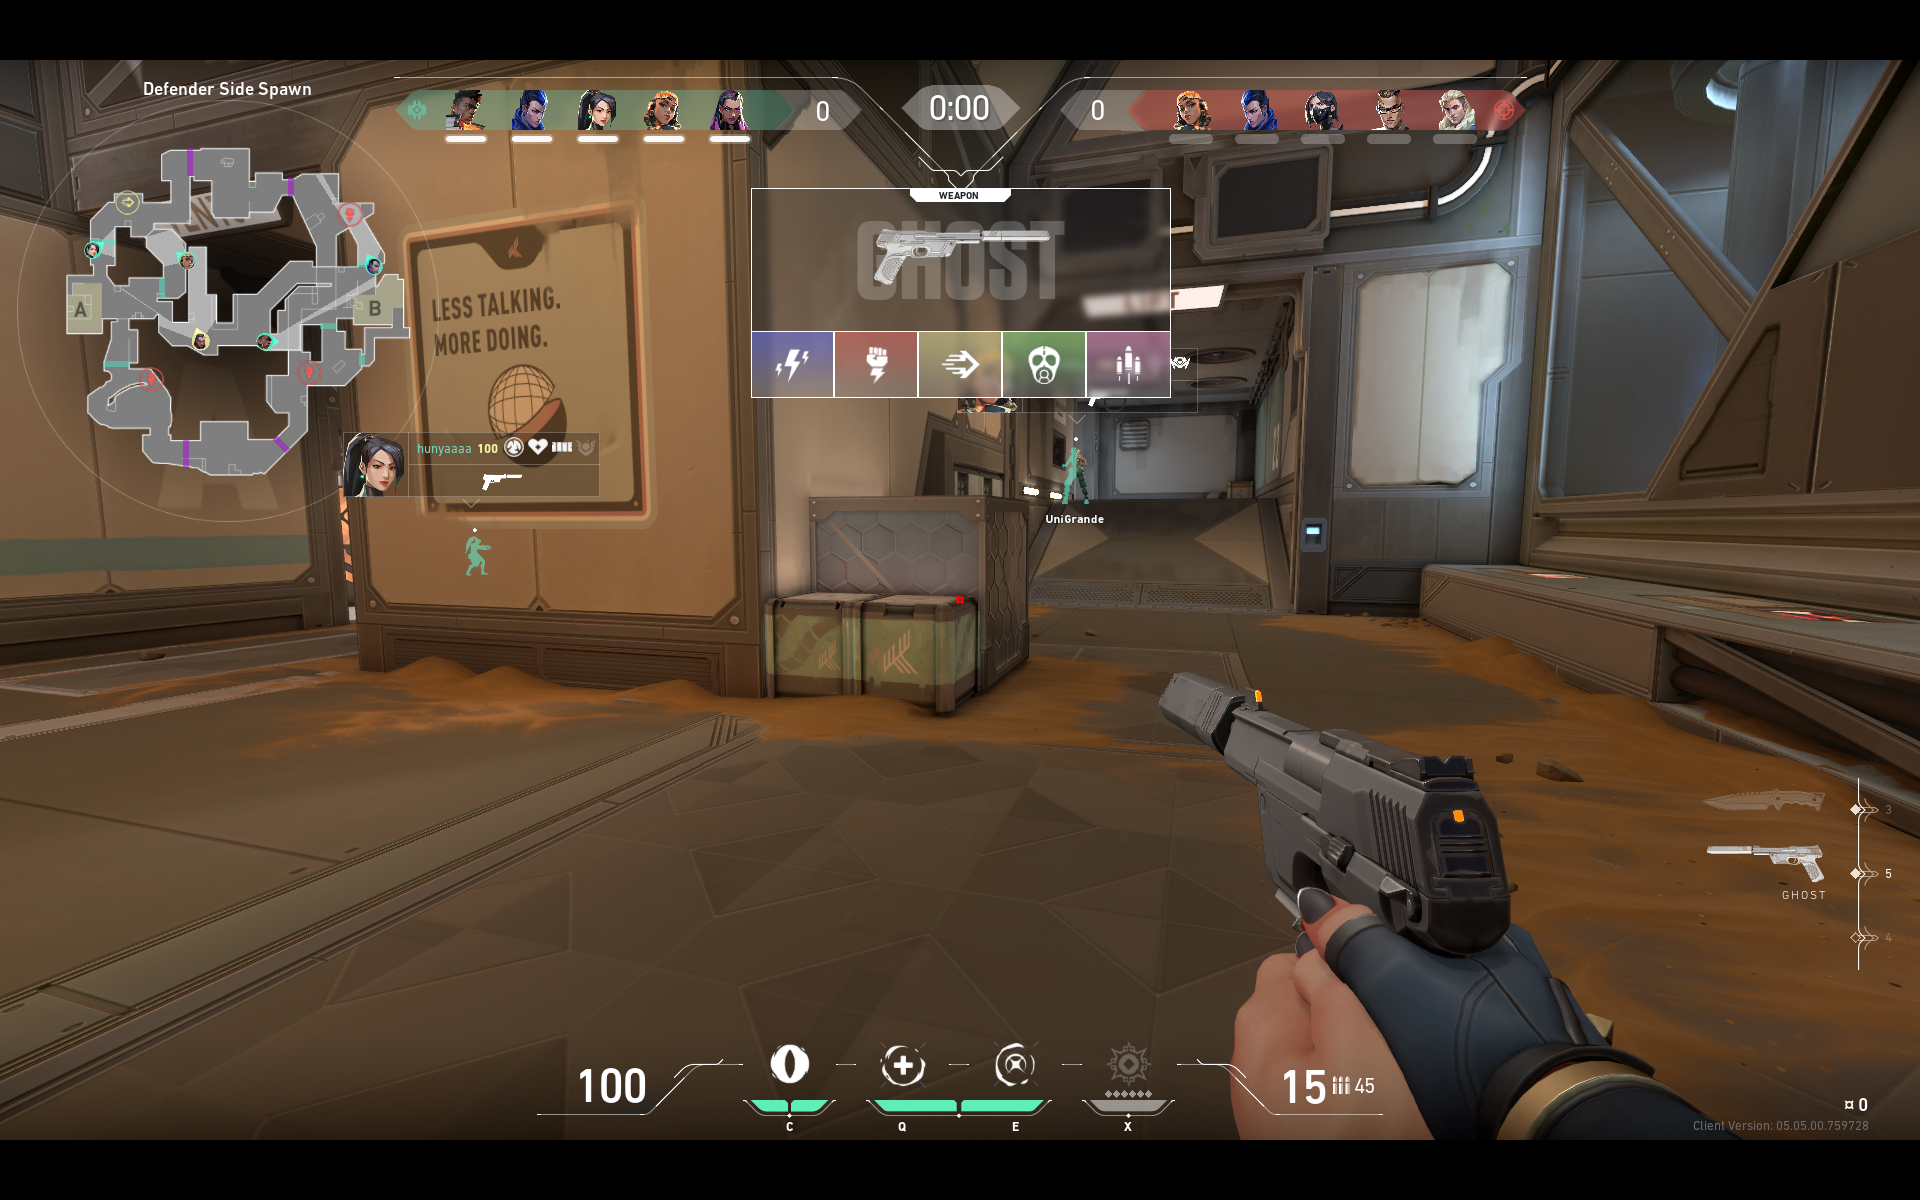 Defender Side Spawn
0
0:00
0
WEAPON
GHOST
LESS TALKING.
MORE DOING.
A
B
hunyaaaa 100
UniGrande
3
5
GHOST
4
100
15 45
C
Q
E
X
¤ 0
Client Version: 05.05.00.759728